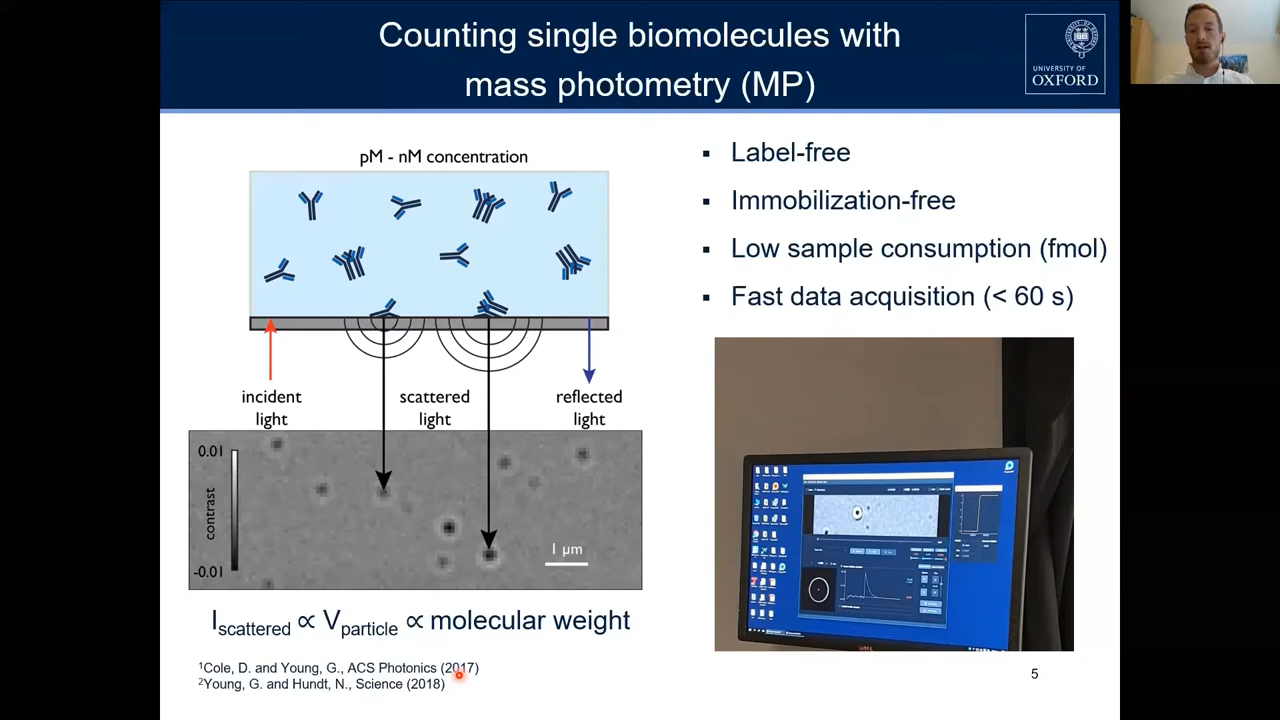 Counting single biomolecules with
mass photometry (MP)
UNIVERSITY OF
OXFORD
pM - nM concentration
incident
light
scattered
light
reflected
light
0.01
contrast
-0.01
1 µm
I scattered ∝ V particle ∝ molecular weight
1Cole, D. and Young, G., ACS Photonics (2017)
2Young, G. and Hundt, N., Science (2018)
▪ Label-free
▪ Immobilization-free
▪ Low sample consumption (fmol)
▪ Fast data acquisition (< 60 s)
5